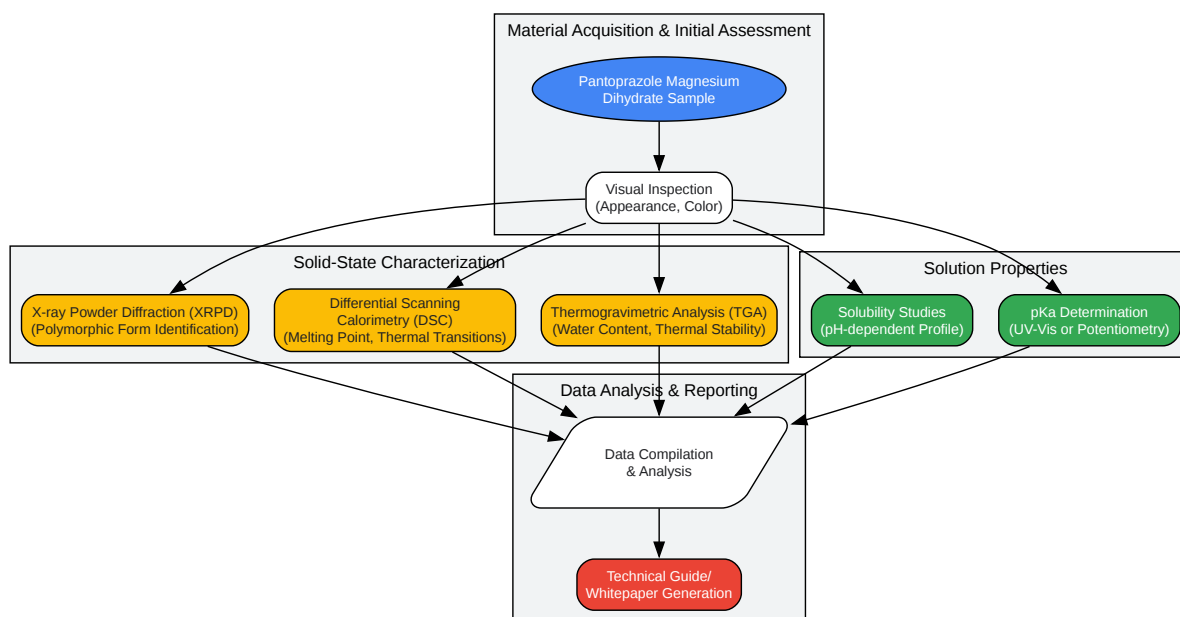 Material Acquisition & Initial Assessment
Pantoprazole Magnesium
Dihydrate Sample
Visual Inspection
(Appearance, Color)
Solid-State Characterization
X-ray Powder Diffraction (XRPD)
(Polymorphic Form Identification)
Differential Scanning
Calorimetry (DSC)
(Melting Point, Thermal Transitions)
Thermogravimetric Analysis (TGA)
(Water Content, Thermal Stability)
Solution Properties
Solubility Studies
(pH-dependent Profile)
pKa Determination
(UV-Vis or Potentiometry)
Data Analysis & Reporting
Data Compilation
& Analysis
Technical Guide/
Whitepaper Generation